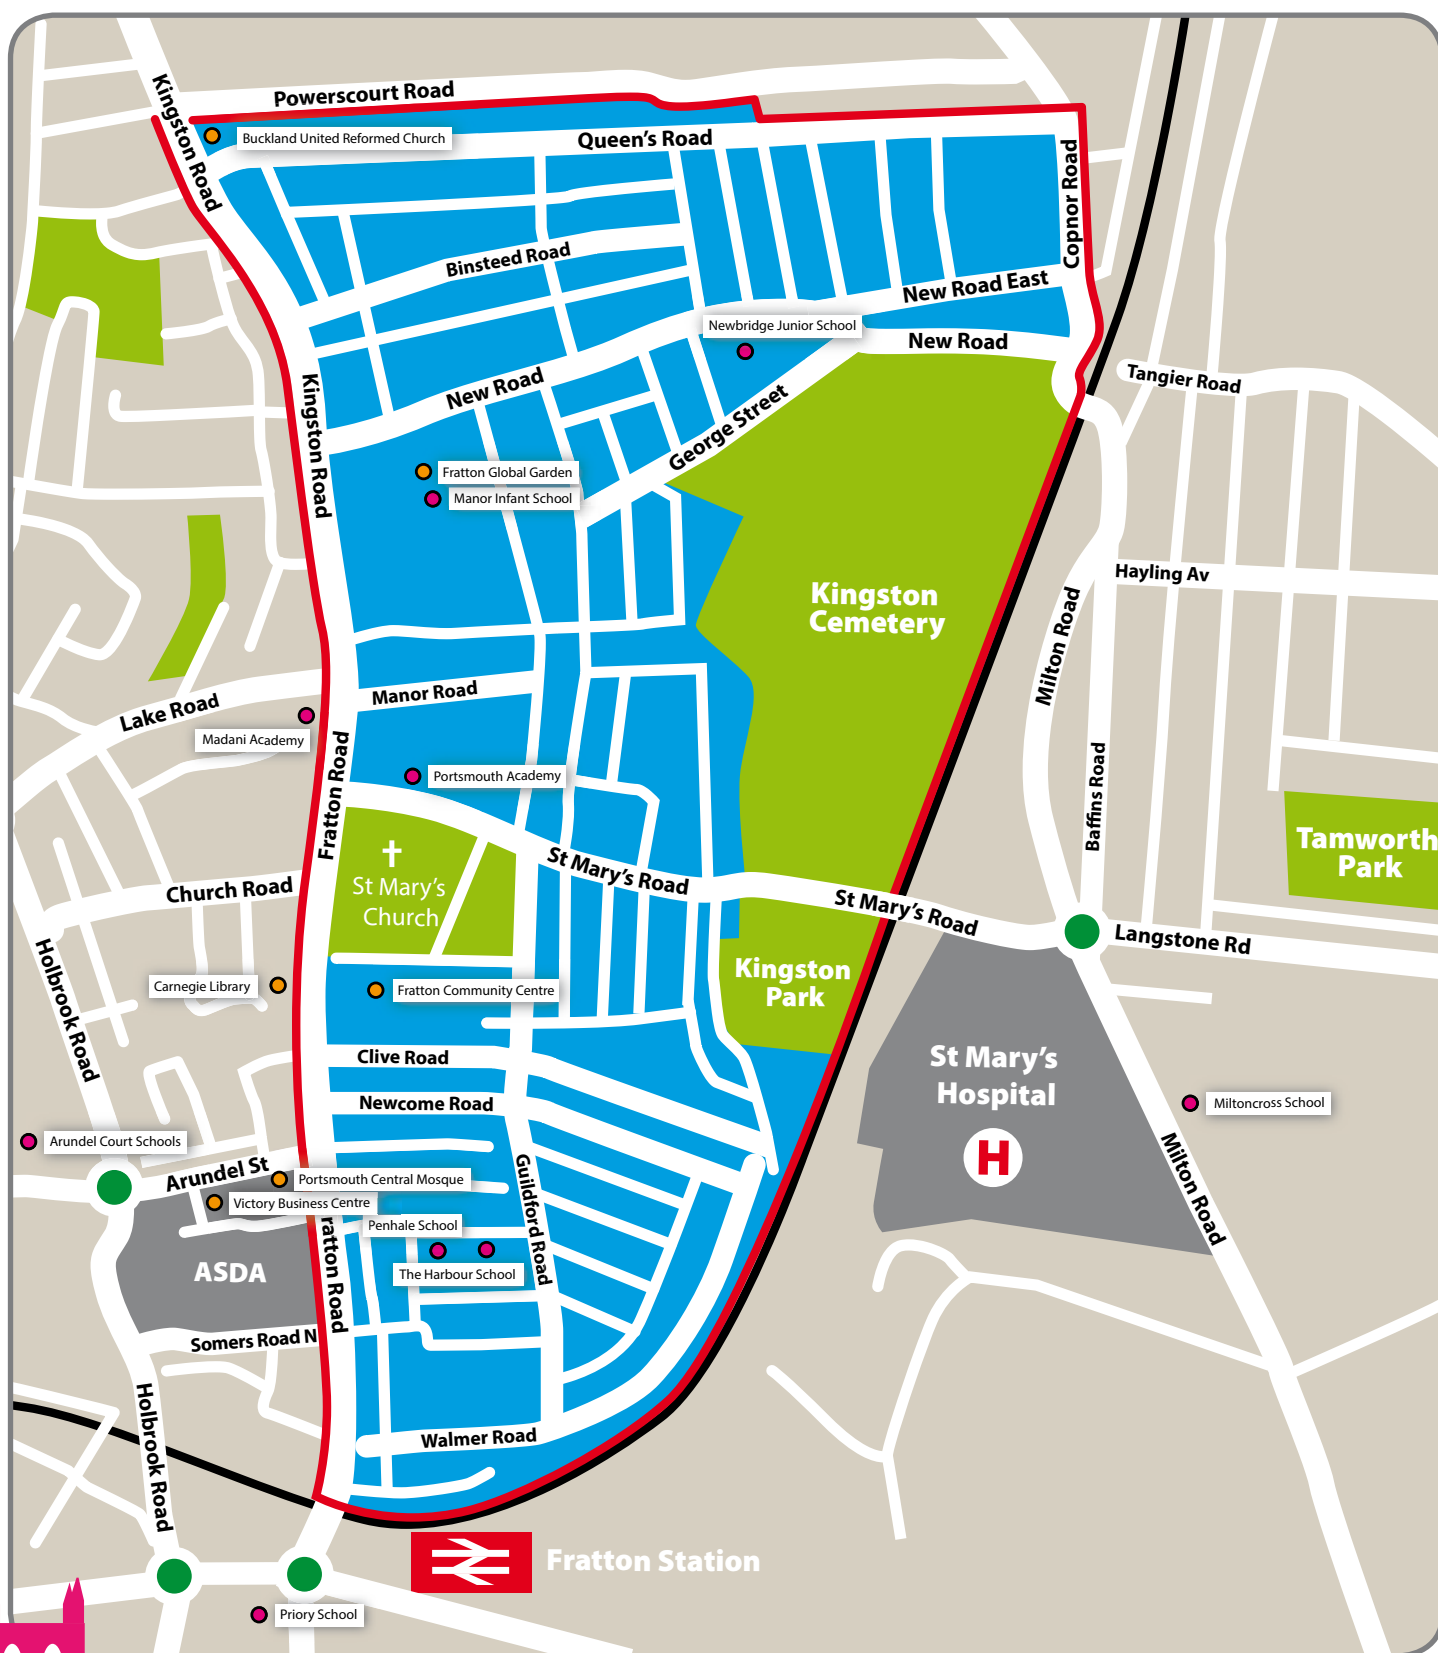 Kingston Road
Powerscourt Road
Buckland United Reformed Church
Queen's Road
Copnor Road
Binsteed Road
New Road East
Newbridge Junior School
New Road
Tangier Road
Kingston Road
New Road
George Street
Fratton Global Garden
Manor Infant School
Hayling Av
Kingston
Cemetery
Milton Road
Manor Road
Lake Road
Madani Academy
Fratton Road
Portsmouth Academy
Baffins Road
Tamworth
Park
St Mary's Road
St Mary's
Church
Church Road
St Mary's Road
Langstone Rd
Holbrook Road
Kingston
Park
Carnegie Library
Fratton Community Centre
Clive Road
St Mary's
Hospital
H
Newcome Road
Miltoncross School
Arundel Court Schools
Arundel St
Portsmouth Central Mosque
Victory Business Centre
Guildford Road
Milton Road
Penhale School
ratton Road
The Harbour School
ASDA
Somers Road N
Holbrook Road
Walmer Road
Fratton Station
Priory School